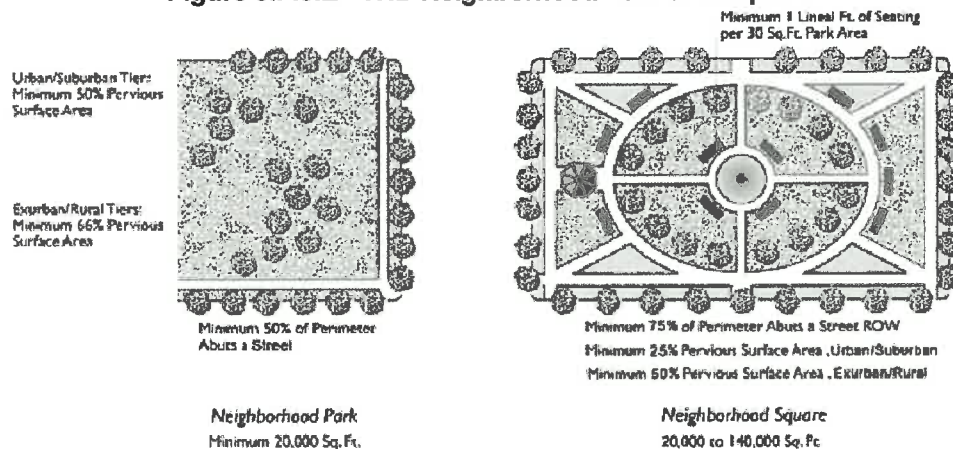 Minimum 1 Lineal Ft. of Seating
per 30 Sq.Ft. Park Area
Urban/Suburban Tiers:
Minimum 50% Pervious
Surface Area
Exurban/Rural Tiers:
Minimum 66% Pervious
Surface Area
Minimum 50% of Perimeter
Abuts a Street
Minimum 75% of Perimeter Abuts a Street ROW
Minimum 25% Pervious Surface Area , Urban/Suburban
Minimum 50% Pervious Surface Area , Exurban/Rural
Neighborhood Park
Minimum 20,000 Sq. Ft.
Neighborhood Square
20,000 to 140,000 Sq. Ft.